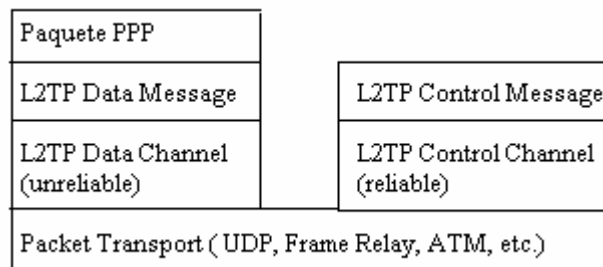 Paquete PPP
L2TP Data Message
L2TP Data Channel
(unreliable)
L2TP Control Message
L2TP Control Channel
(reliable)
Packet Transport ( UDP, Frame Relay, ATM, etc.)